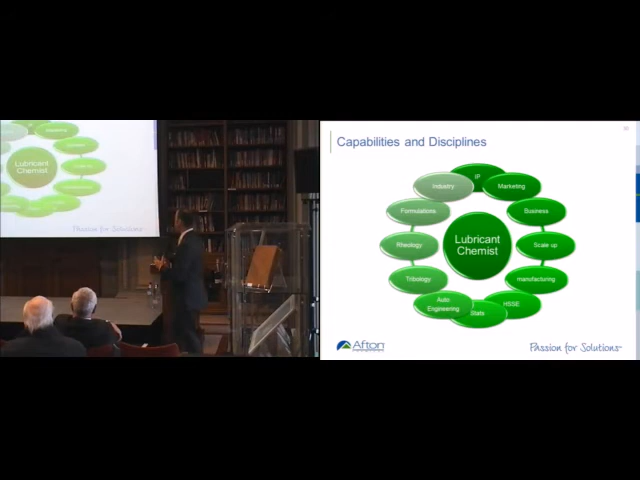 Lubricant
Chemist
Passion for Solutions
Capabilities and Disciplines
IP
Industry
Marketing
Formulations
Business
Rheology
Lubricant
Chemist
Scale up
Tribology
manufacturing
Auto
Engineering
HSSE
Stats
Afton
Passion for Solutions™